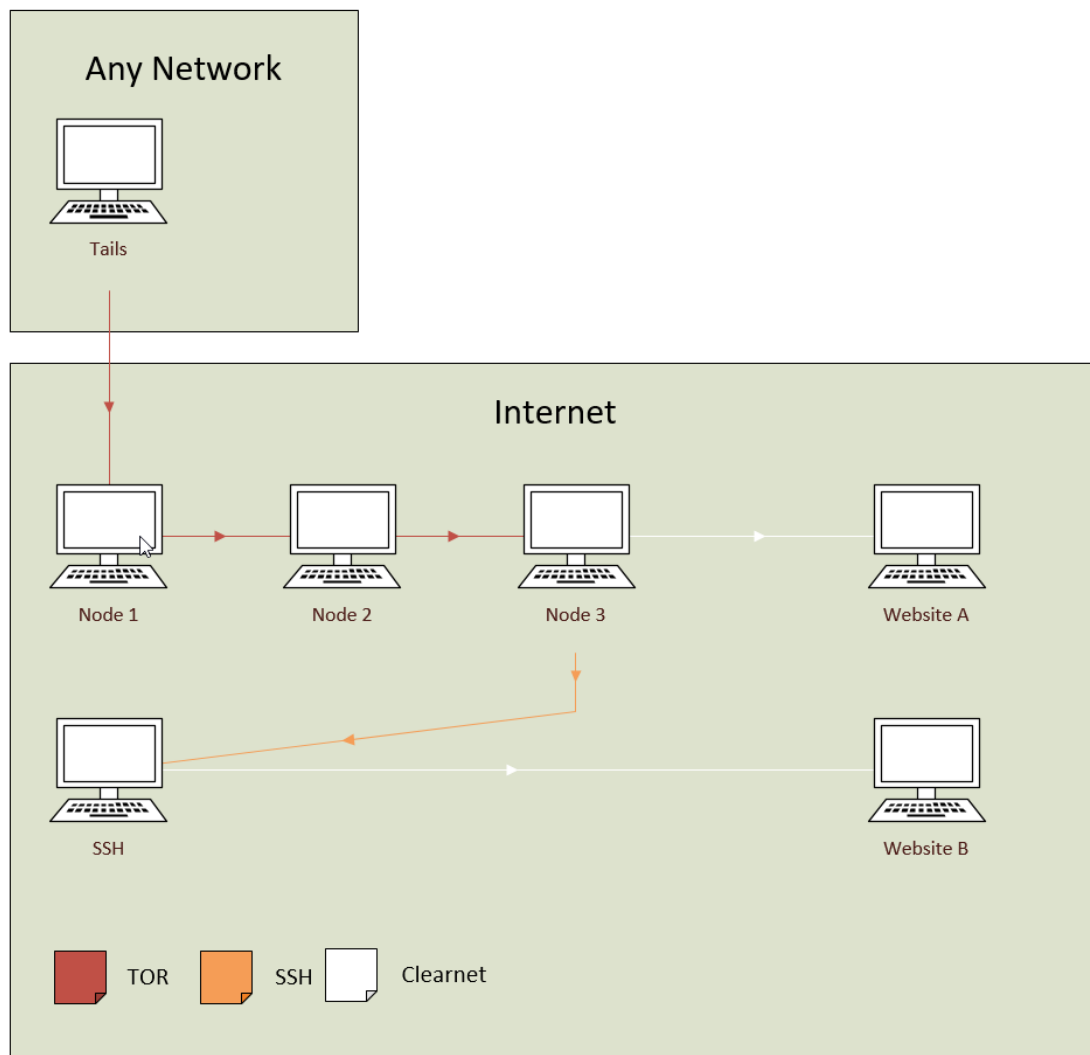 Any Network
Tails
Internet
Node 1
Node 2
Node 3
Website A
SSH
Website B
TOR
SSH
Clearnet